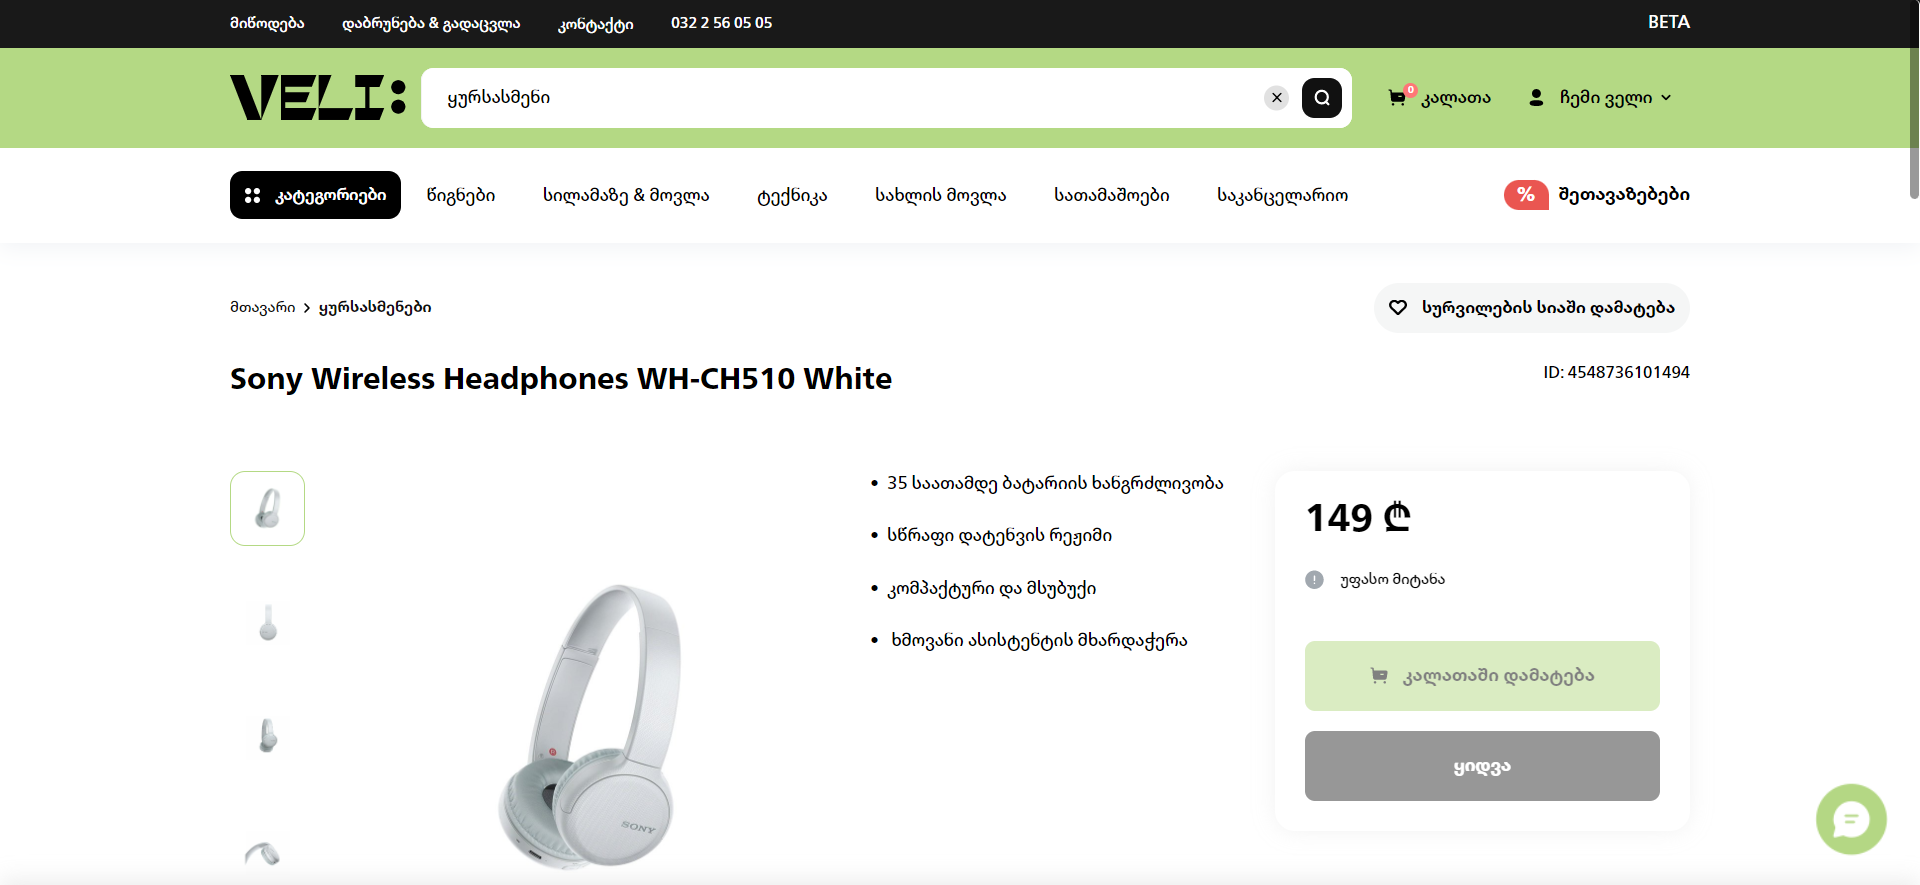 მიწოდება
დაბრუნება & გადაცვლა
კონტაქტი
032 2 56 05 05
BETA
VELI:
ყურსასმენი
0
კალათა
ჩემი ველი
კატეგორიები
წიგნები
სილამაზე & მოვლა
ტექნიკა
სახლის მოვლა
სათამაშოები
საკანცელარიო
%
შეთავაზებები
მთავარი > ყურსასმენები
სურვილების სიაში დამატება
Sony Wireless Headphones WH-CH510 White
ID: 4548736101494
• 35 საათამდე ბატარიის ხანგრძლივობა
• სწრაფი დატენვის რეჟიმი
• კომპაქტური და მსუბუქი
• ხმოვანი ასისტენტის მხარდაჭერა
149 ₾
უფასო მიტანა
კალათაში დამატება
ყიდვა
SONY